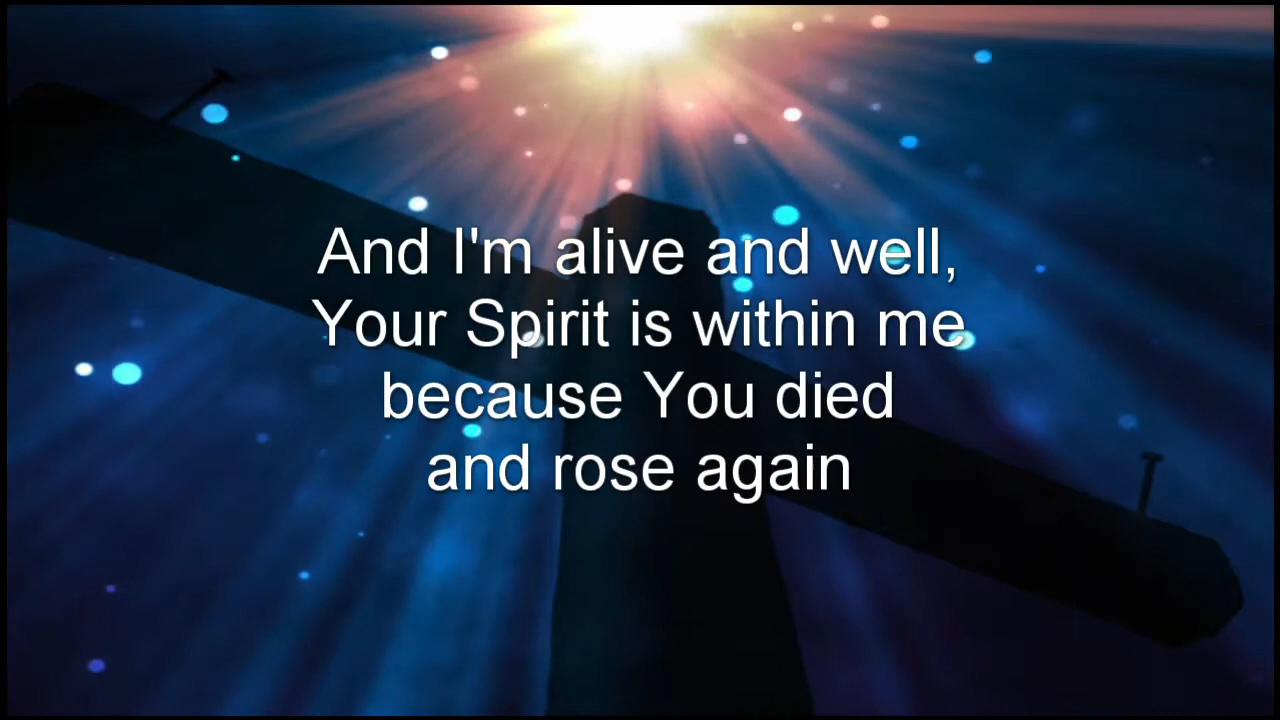 And I'm alive and well,
Your Spirit is within me
because You died
and rose again